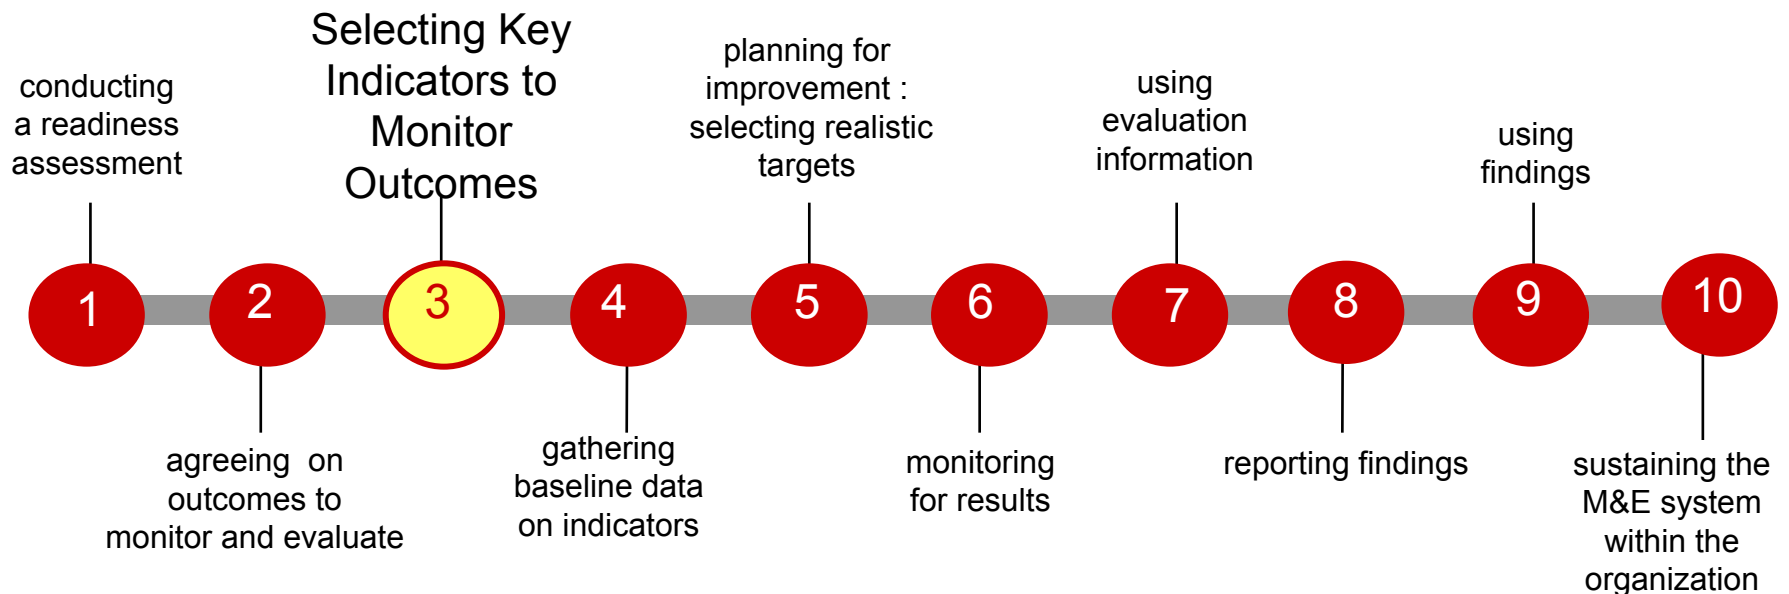 conducting
a readiness
assessment
Selecting Key
Indicators to
Monitor
Outcomes
planning for
improvement :
selecting realistic
targets
using
evaluation
information
using
findings
1
2
3
4
5
6
7
8
9
10
agreeing  on
outcomes to
monitor and evaluate
gathering
baseline data
on indicators
monitoring
for results
reporting findings
sustaining the
M&E system
within the
organization